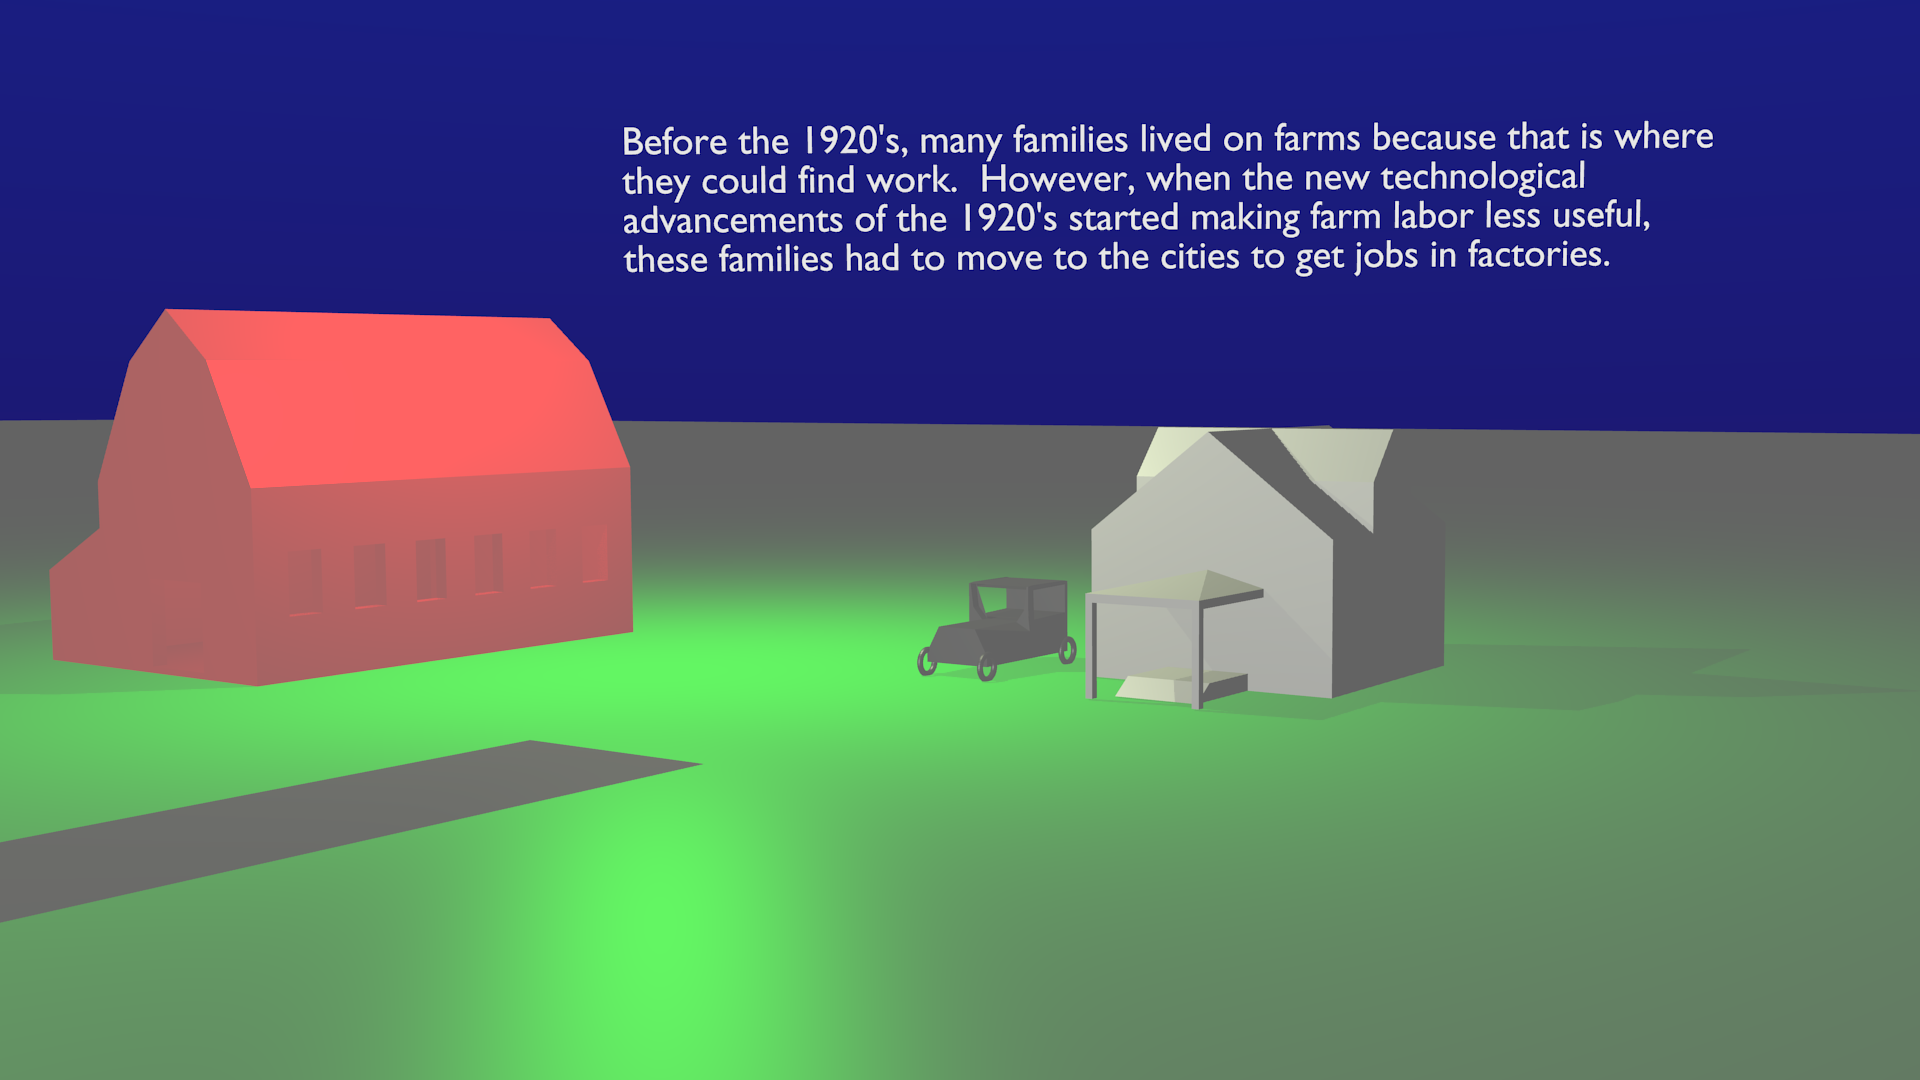 Before the 1920's, many families lived on farms because that is where
they could find work.  However, when the new technological
advancements of the 1920's started making farm labor less useful,
these families had to move to the cities to get jobs in factories.